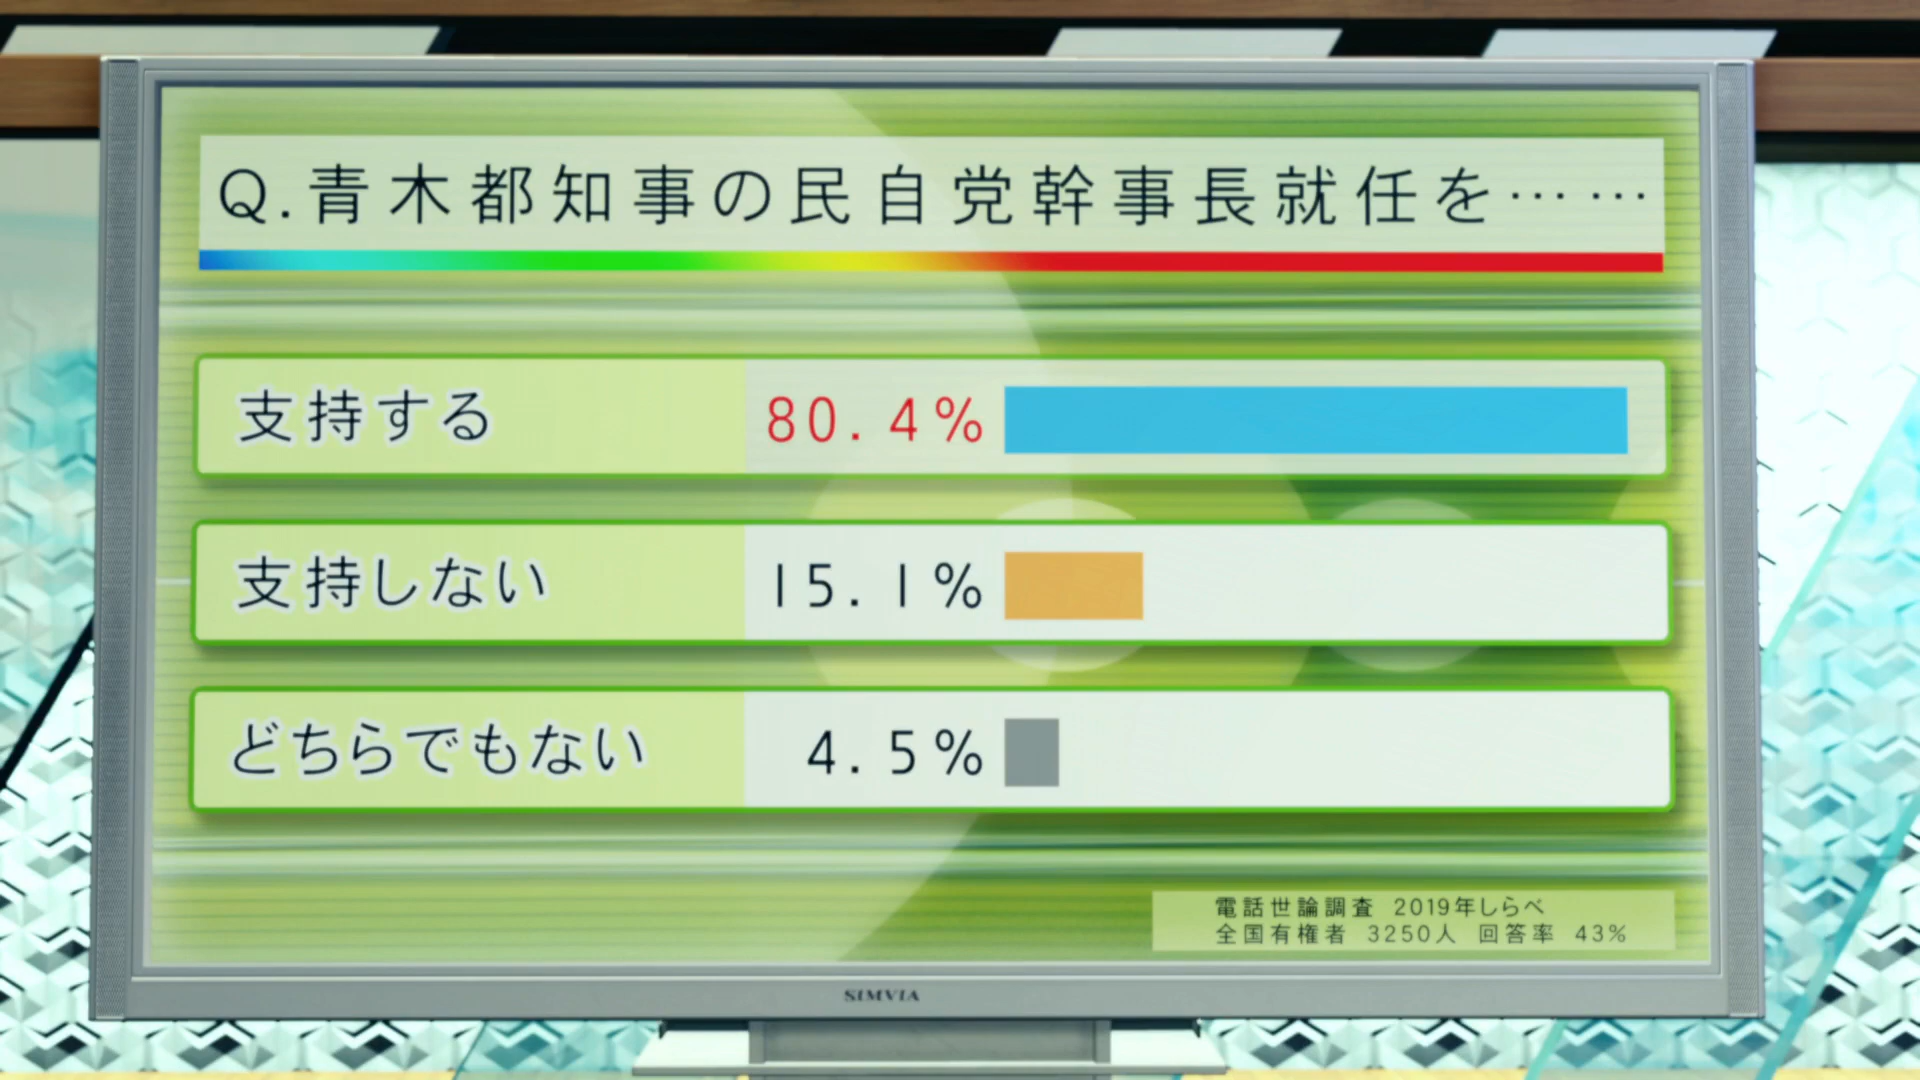 Q.青木都知事の民自党幹事長就任を……
支持する 80.4%
支持しない 15.1%
どちらでもない 4.5%
電話世論調査 2019年しらべ
全国有権者 3250人 回答率 43%
SIMVIA